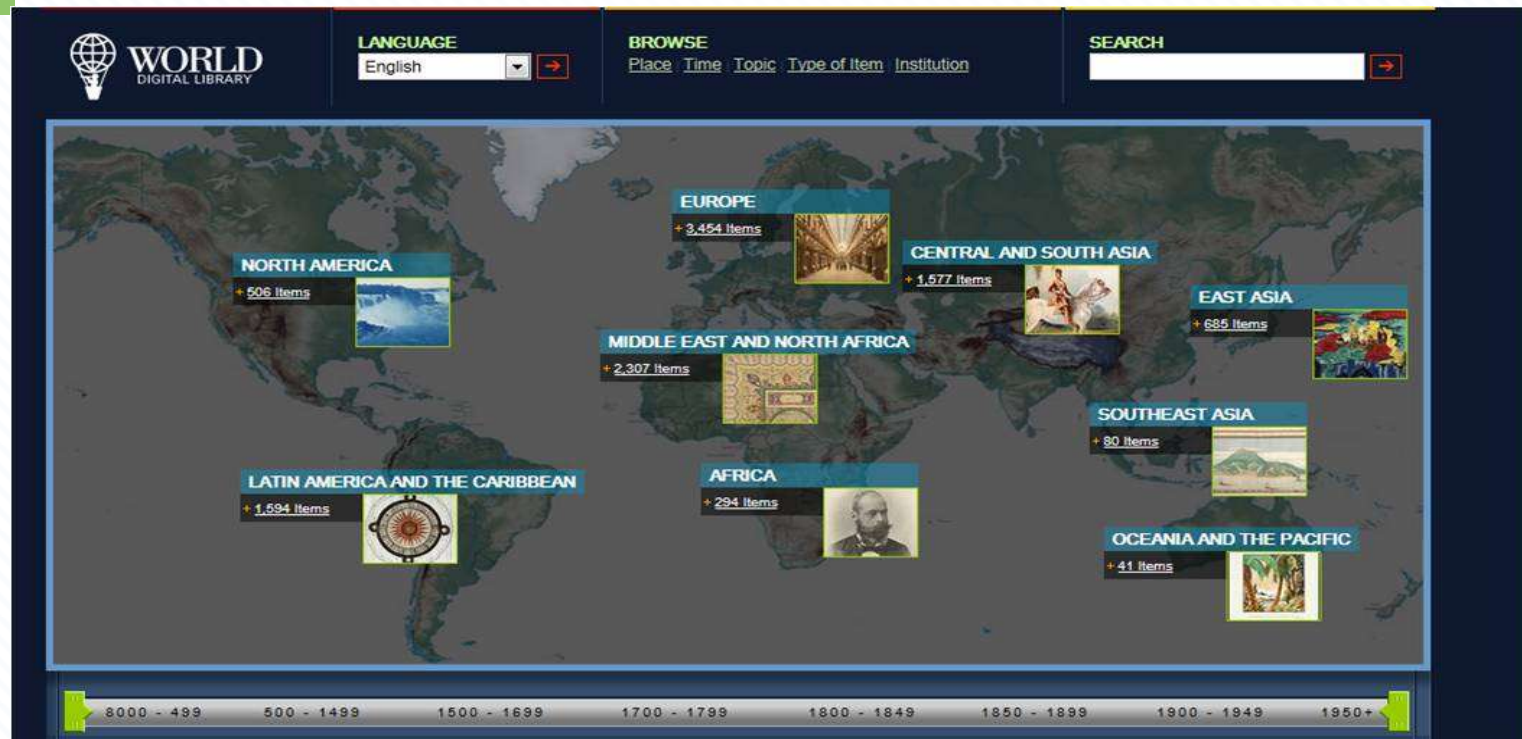 WORLD
DIGITAL LIBRARY
LANGUAGE
English
BROWSE
Place Time Topic Type of Item Institution
SEARCH
EUROPE
+ 3,454 Items
CENTRAL AND SOUTH ASIA
+ 1,577 Items
NORTH AMERICA
+ 506 Items
EAST ASIA
+ 685 Items
MIDDLE EAST AND NORTH AFRICA
+ 2,307 Items
SOUTHEAST ASIA
+ 80 Items
LATIN AMERICA AND THE CARIBBEAN
+ 1,594 Items
AFRICA
+ 294 Items
OCEANIA AND THE PACIFIC
+ 41 Items
8000 - 499 500 - 1499 1500 - 1699 1700 - 1799 1800 - 1849 1850 - 1899 1900 - 1949 1950+